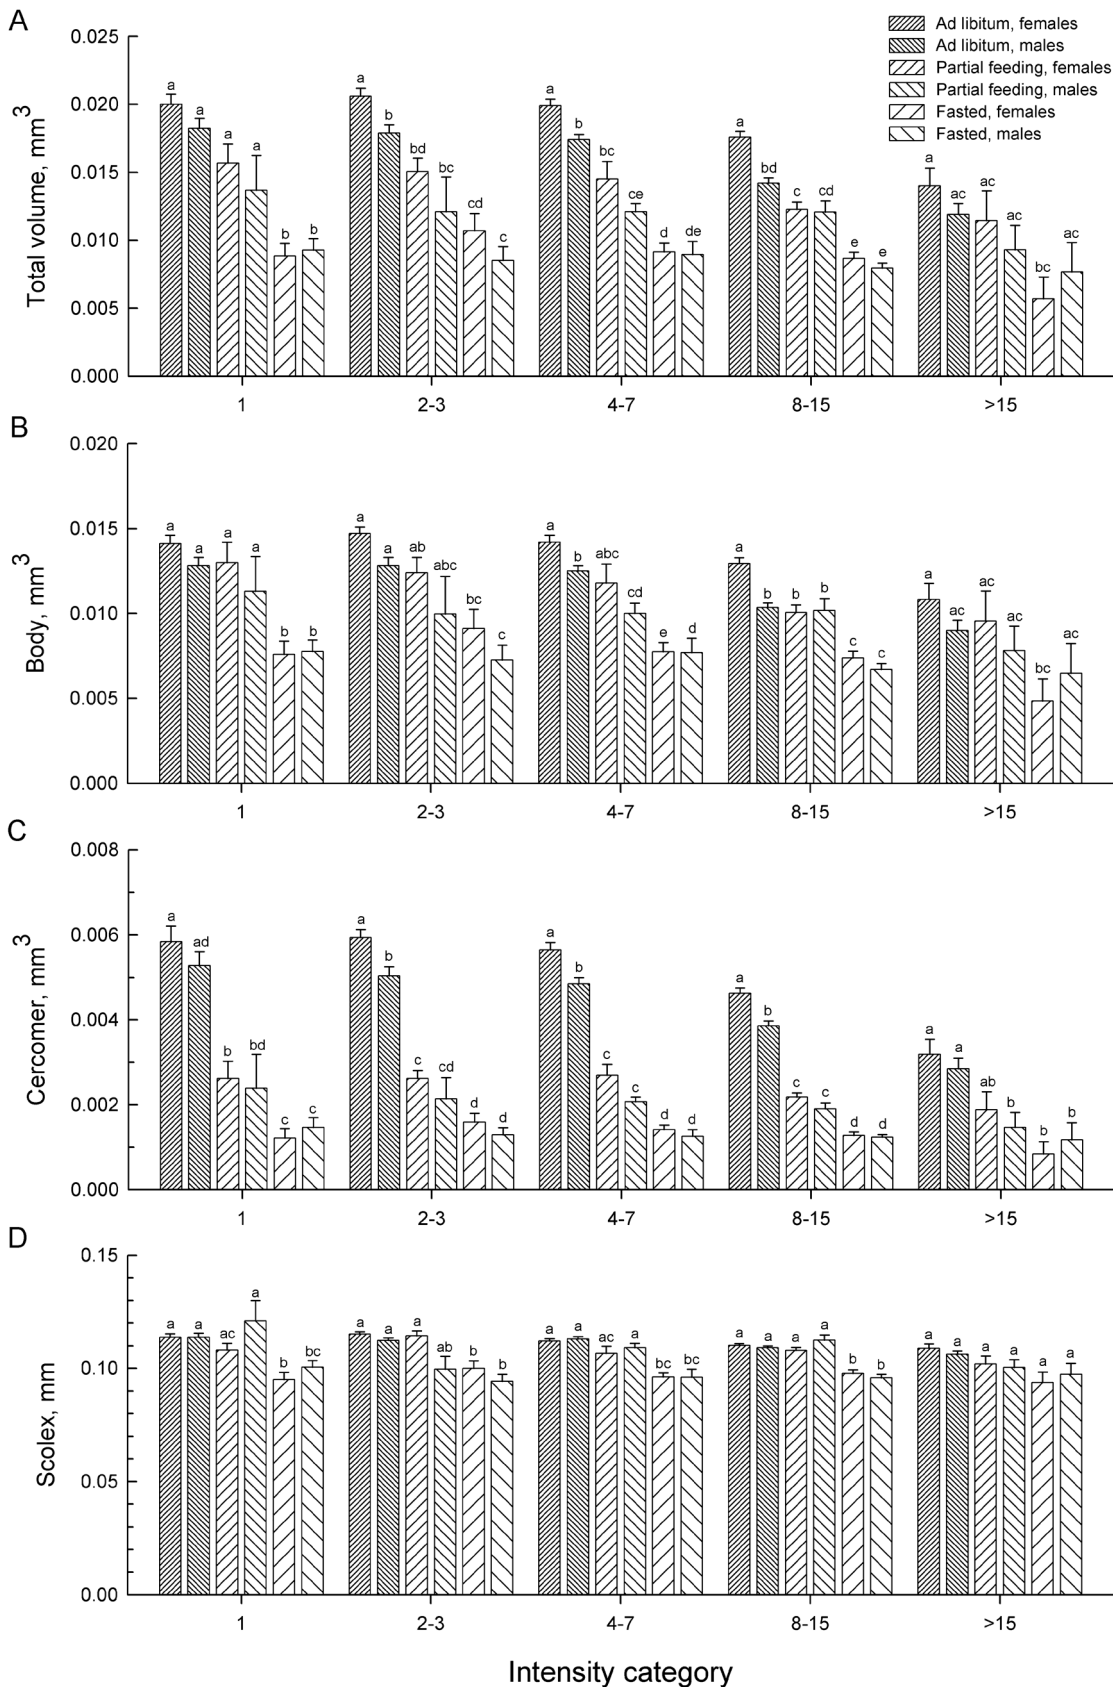 A
Ad libitum, females
Ad libitum, males
Partial feeding, females
Partial feeding, males
Fasted, females
Fasted, males
Total volume, mm3
0.025
0.020
0.015
0.010
0.005
0.000
a a a a b b
a b bd bc cd c
a b bc ce d de
a bd c cd e e
a ac ac ac bc ac
1 2-3 4-7 8-15 >15
B
Body, mm3
0.020
0.015
0.010
0.005
0.000
a a a a b b
a a ab abc bc c
a b abc cd e d
a b b b c c
a ac ac ac bc ac
1 2-3 4-7 8-15 >15
C
Cercomer, mm3
0.008
0.006
0.004
0.002
0.000
a ad b bd c c
a b c cd d d
a b c c d d
a b c c d d
a a ab b b b
1 2-3 4-7 8-15 >15
D
Scolex, mm
0.15
0.10
0.05
0.00
a a ac a b bc
a a a ab b b
a a ac a bc bc
a a a a b b
a a a a a a
1 2-3 4-7 8-15 >15
Intensity category